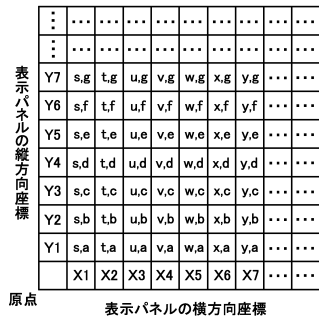 ⋮ ⋯ ⋯ ⋯ ⋯ ⋯ ⋯ ⋯ ⋯ ⋯
⋮ ⋯ ⋯ ⋯ ⋯ ⋯ ⋯ ⋯ ⋯ ⋯
Y7 s,g t,g u,g v,g w,g x,g y,g ⋯ ⋯
Y6 s,f t,f u,f v,f w,f x,f y,f ⋯ ⋯
Y5 s,e t,e u,e v,e w,e x,e y,e ⋯ ⋯
Y4 s,d t,d u,d v,d w,d x,d y,d ⋯ ⋯
Y3 s,c t,c u,c v,c w,c x,c y,c ⋯ ⋯
Y2 s,b t,b u,b v,b w,b x,b y,b ⋯ ⋯
Y1 s,a t,a u,a v,a w,a x,a y,a ⋯ ⋯
X1 X2 X3 X4 X5 X6 X7 ⋯ ⋯
表示パネルの縦方向座標
原点
表示パネルの横方向座標